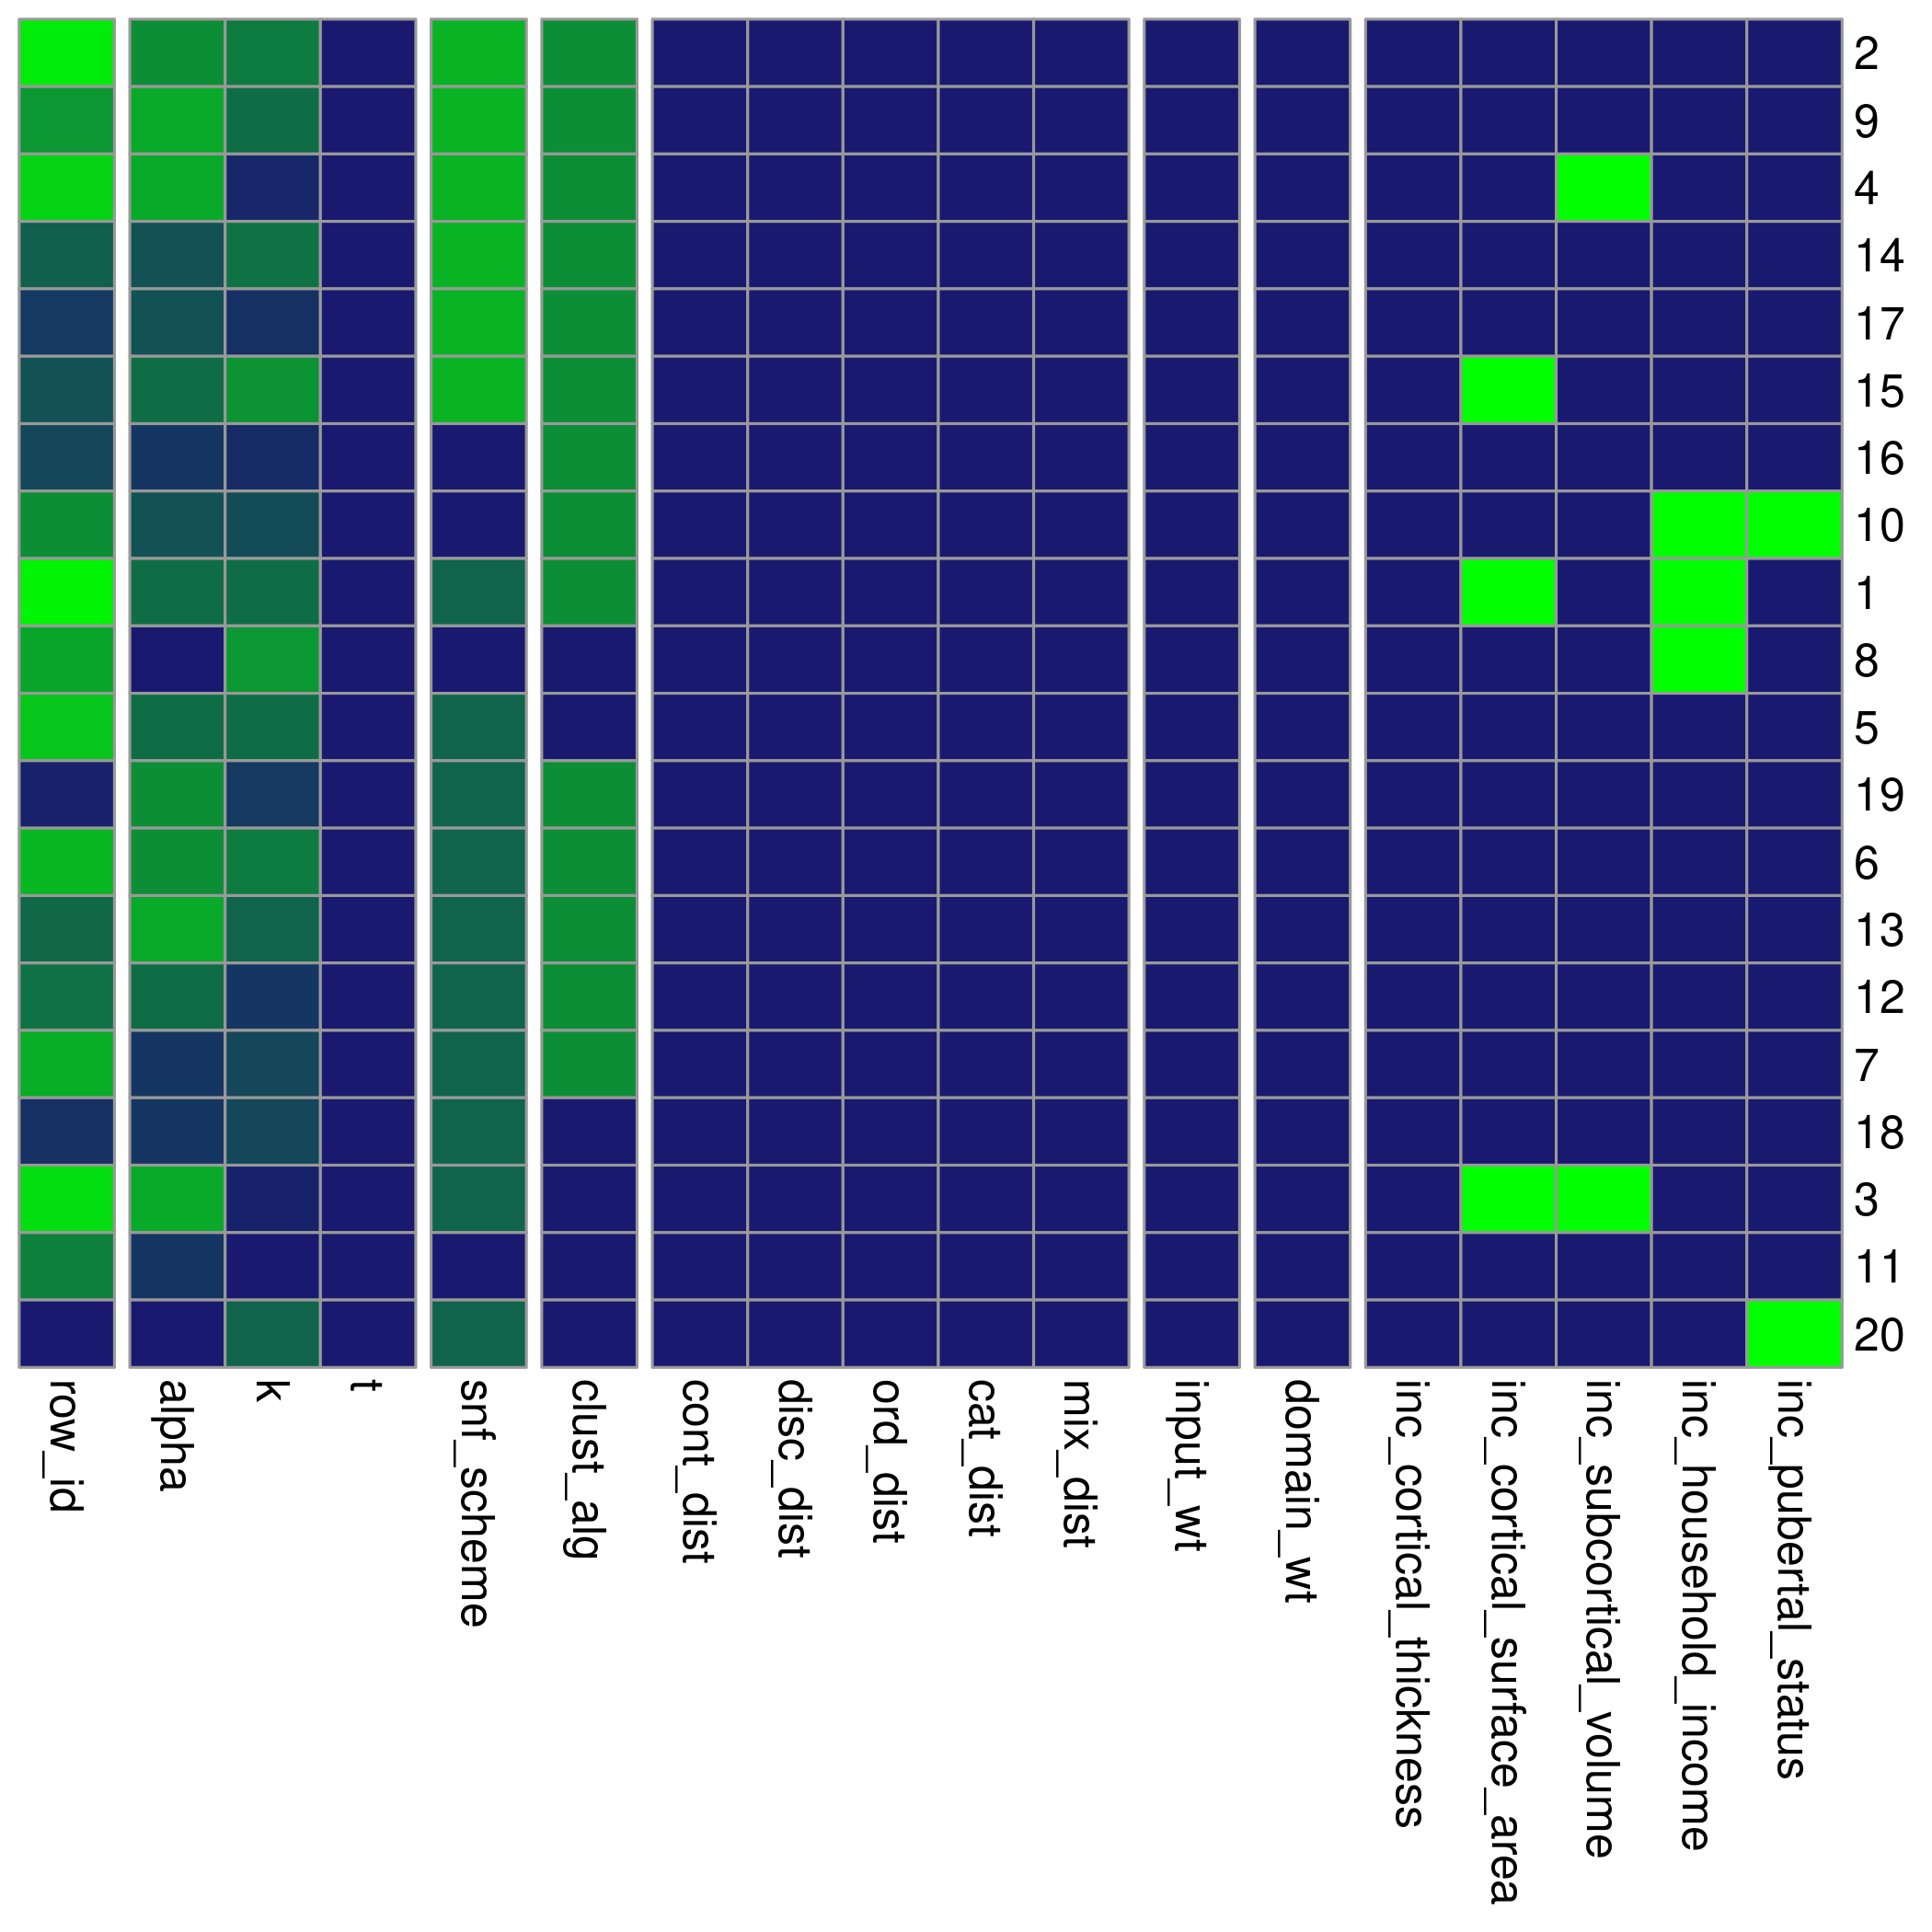 2
9
4
14
17
15
16
10
1
8
5
19
6
13
12
7
18
3
11
20
row_id
alpha
k
t
snf_scheme
clust_alg
cont_dist
disc_dist
ord_dist
cat_dist
mix_dist
input_wt
domain_wt
inc_cortical_thickness
inc_cortical_surface_area
inc_subcortical_volume
inc_household_income
inc_pubertal_status